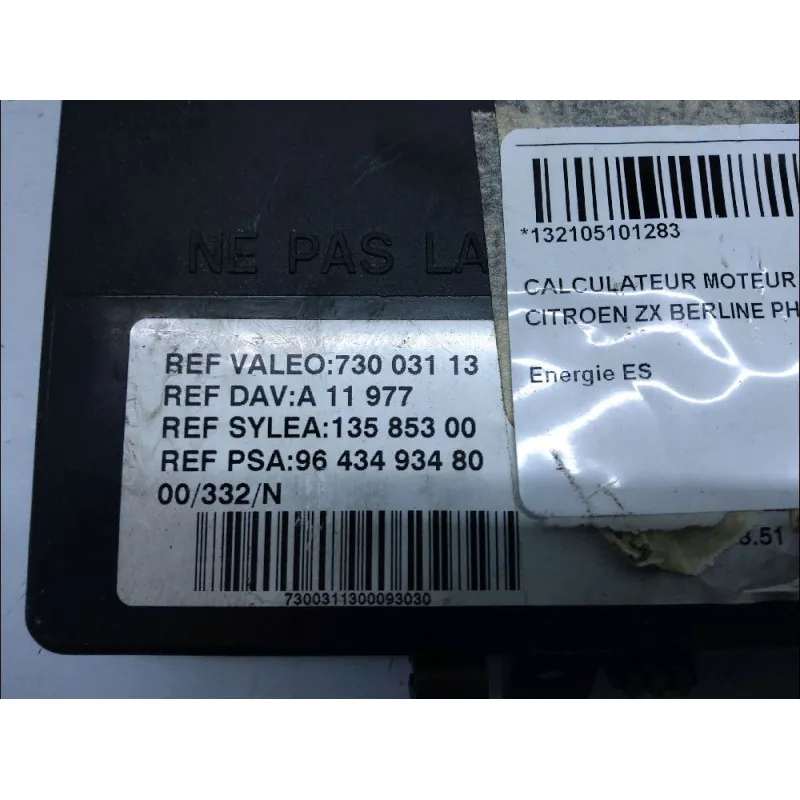 NE PAS LA
REF VALEO:730 031 13
REF DAV:A 11 977
REF SYLEA:135 853 00
REF PSA:96 434 934 80
00/332/N
7300311300093030
*132105101283
CALCULATEUR MOTEUR
CITROEN ZX BERLINE PH
Energie ES
3.51